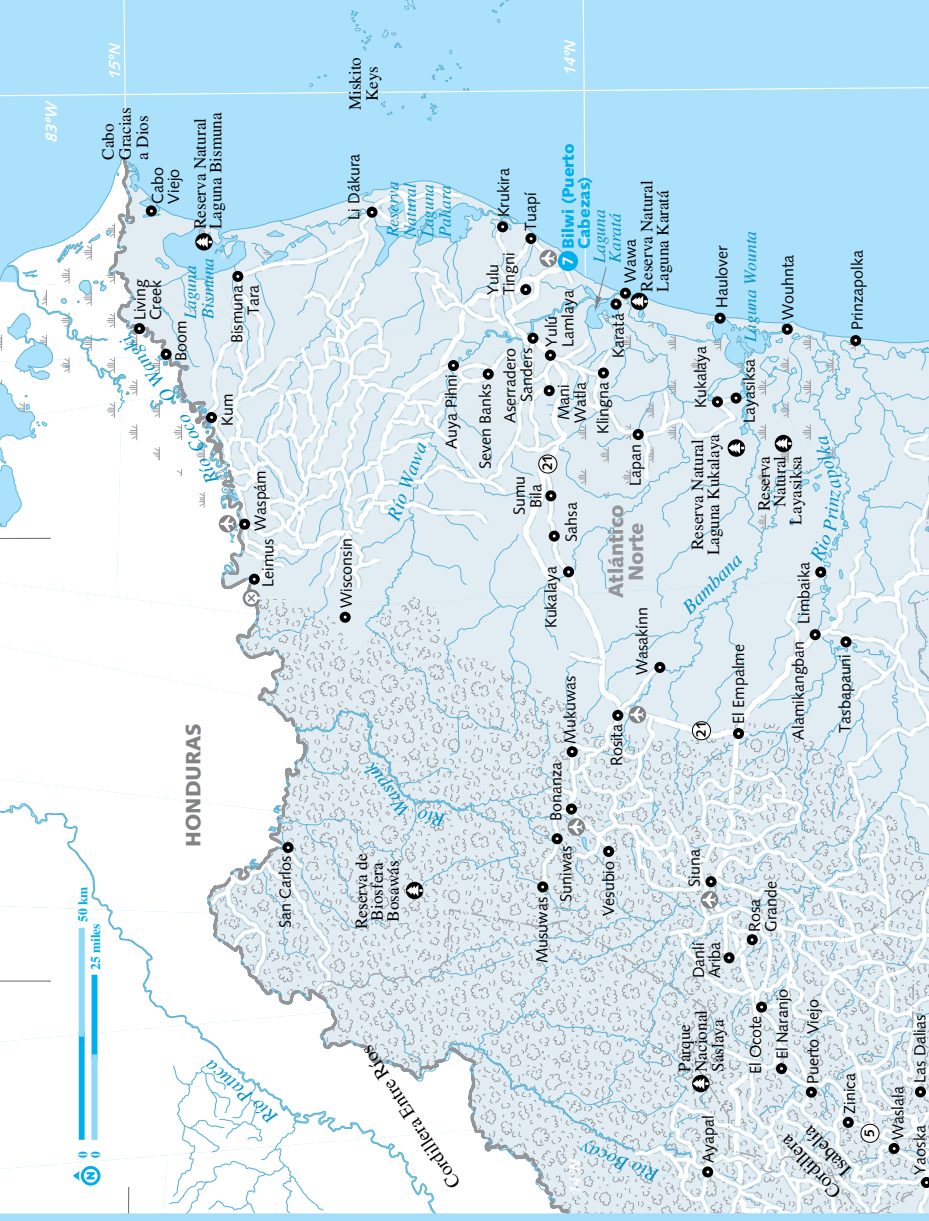 83°W
15°N
14°N
Cabo
Gracias
a Dios
Cabo
Viejo
Reserva Natural
Laguna Bismuna
Living
Creek
Laguna
Bismuna
Boom
O Wanski
Río Coco
Kum
Bismuna
Tara
Li Dákura
Miskito
Keys
Reserva
Natural
Laguna
Pahara
Krukira
Tuapí
7 Bilwi (Puerto
Cabezas)
Yulu
Tingni
Laguna
Karatá
Wawa
Reserva Natural
Laguna Karatá
Karatá
Yulú
Lamlaya
Aserradero
Sanders
Auya Pihni
Seven Banks
Mani
Watla
Klingna
Haulover
Laguna Wounta
Wouhnta
Prinzapolka
Kukalaya
Layasiksa
Lapan
Reserva Natural
Laguna Kukalaya
Reserva
Natural
Layasiksa
Río Prinzapolka
Waspám
Leimus
Wisconsin
Río Wawa
Sumu
Bila
21
Sahsa
Kukalaya
Atlántico
Norte
Bambana
Limbaika
Alamikangban
Tasbapauni
Wasakínn
El Empalme
21
Rosita
Mukuwas
Bonanza
Suniwas
Musuwas
Vesubio
HONDURAS
Río Waspuk
San Carlos
Reserva de
Biosfera
Bosawás
Siuna
Rosa
Grande
Danlí
Ariba
El Ocote
El Naranjo
Puerto Viejo
Parque
Nacional
Saslaya
Zinica
5
Waslala
Las Dalias
Yaoska
Cordillera
Isabelia
Ayapal
Río Bocay
Cordillera Entre Ríos
Río Patuca
N
0 50 km
0 25 miles